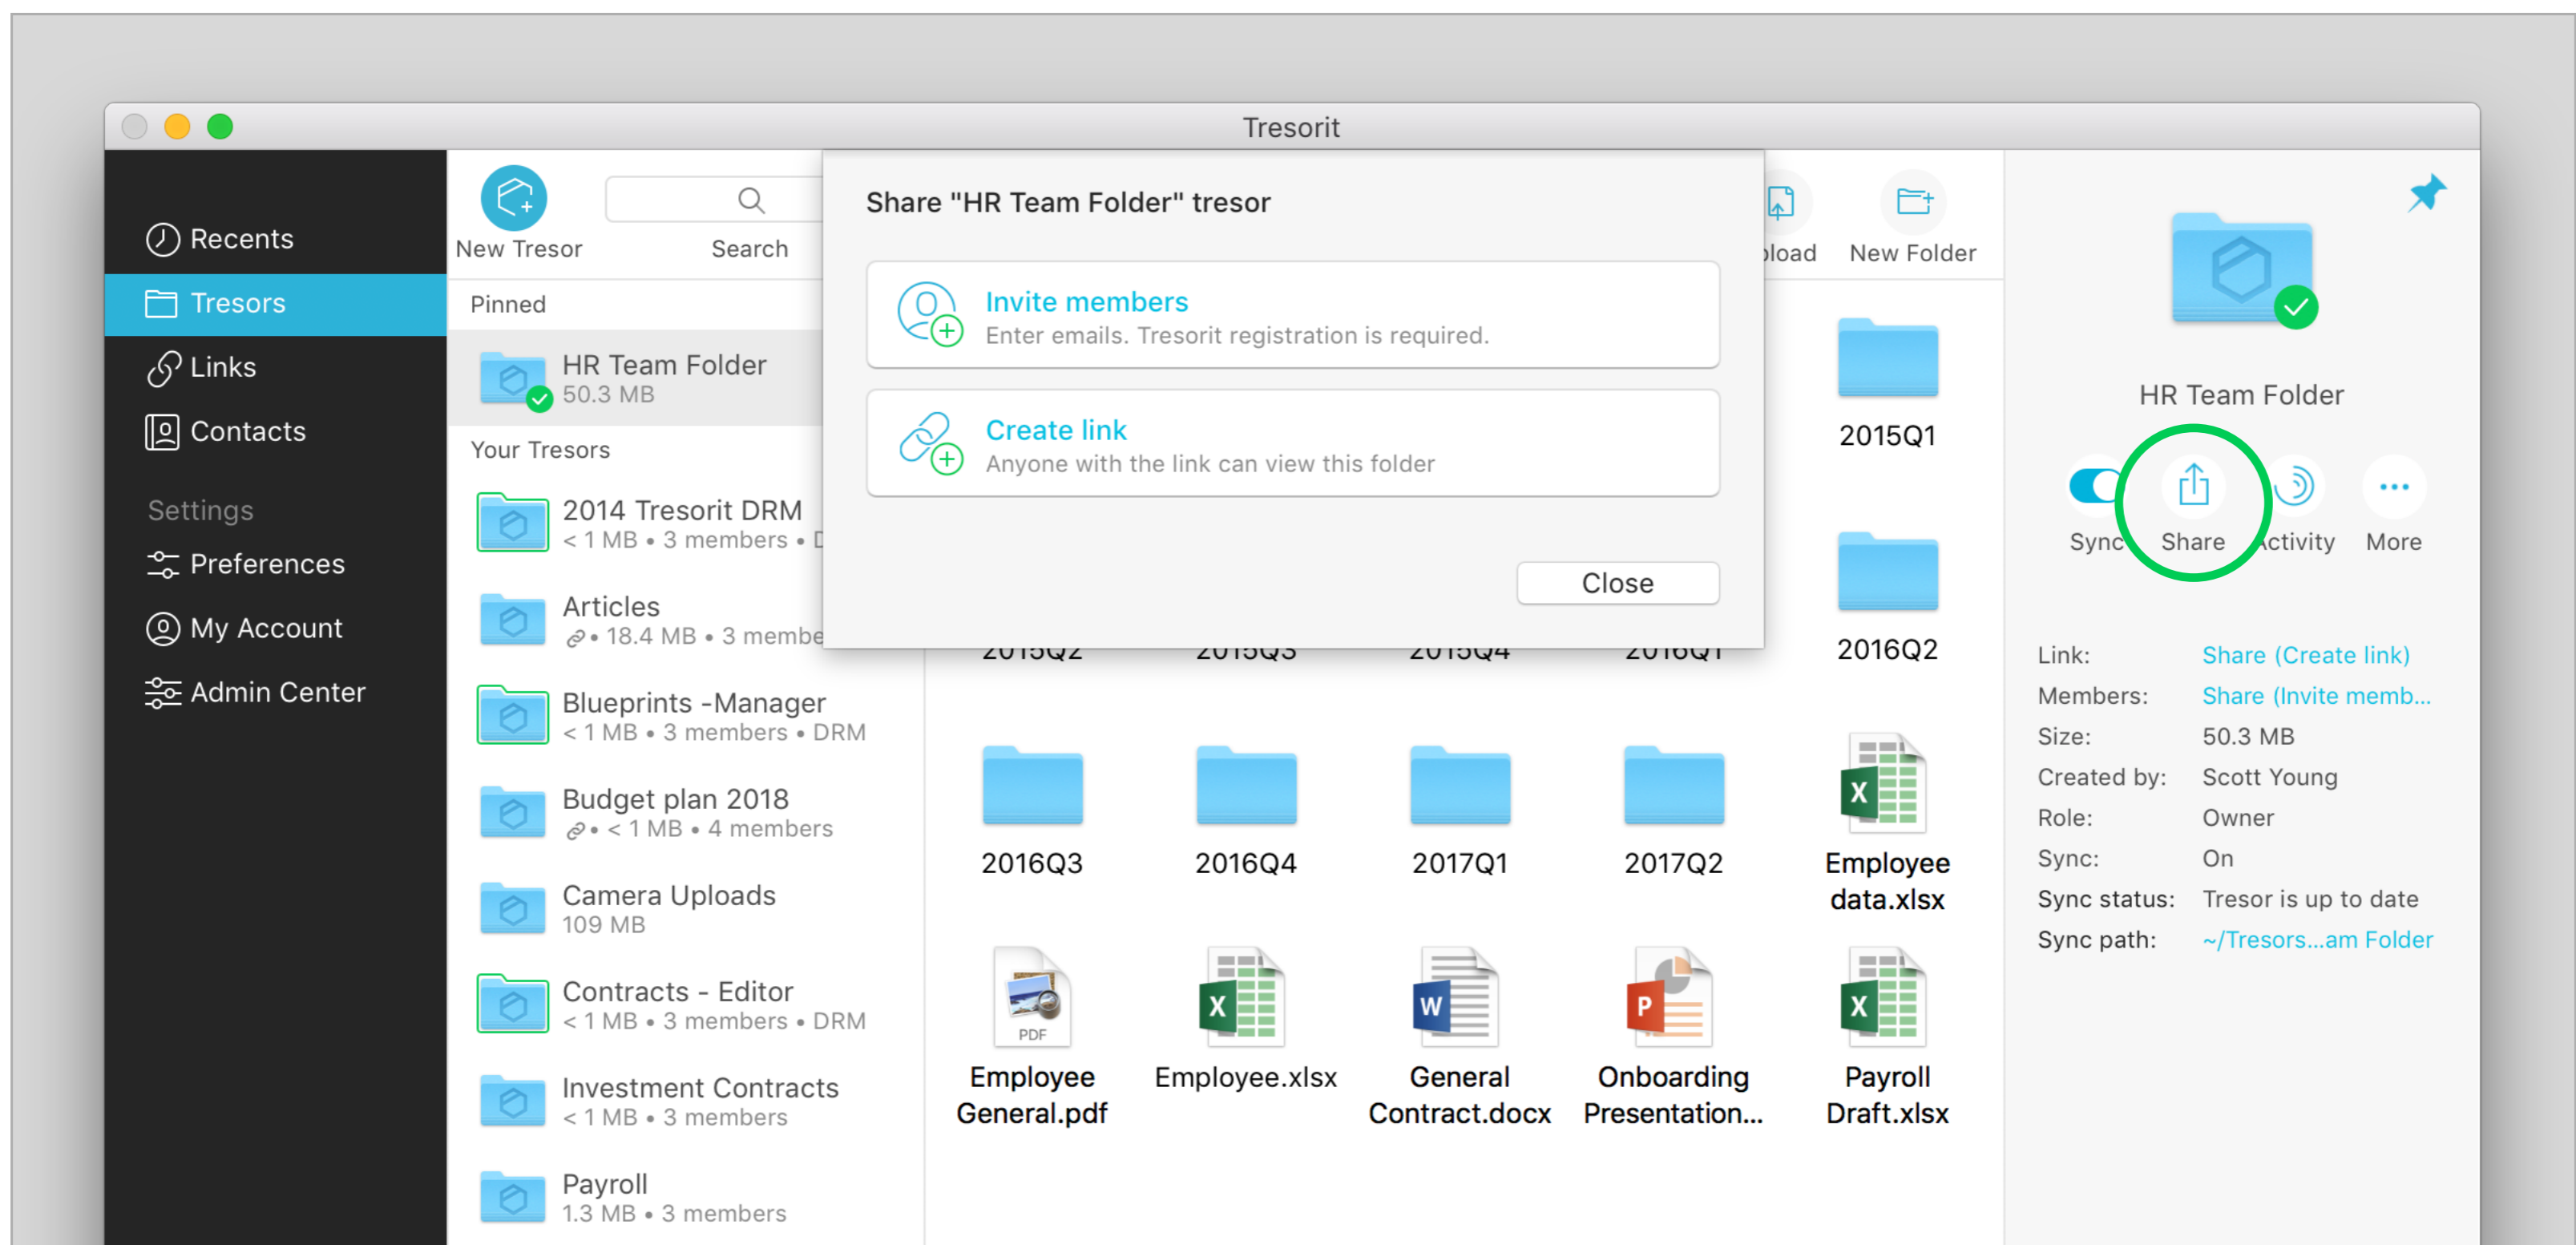 Tresorit
Recents
Tresors
Links
Contacts
Settings
Preferences
My Account
Admin Center
New Tresor
Search
Pinned
HR Team Folder
50.3 MB
Your Tresors
2014 Tresorit DRM
< 1 MB • 3 members •
Articles
• 18.4 MB • 3 membe
Blueprints -Manager
< 1 MB • 3 members • DRM
Budget plan 2018
• < 1 MB • 4 members
Camera Uploads
109 MB
Contracts - Editor
< 1 MB • 3 members • DRM
Investment Contracts
< 1 MB • 3 members
Payroll
1.3 MB • 3 members
Share "HR Team Folder" tresor
Invite members
Enter emails. Tresorit registration is required.
Create link
Anyone with the link can view this folder
Close
pload
New Folder
2015Q1
2015Q2 2015Q3 2015Q4 2016Q1 2016Q2
2016Q3 2016Q4 2017Q1 2017Q2 Employee
data.xlsx
X
PDF X W P X
Employee Employee.xlsx General Onboarding Payroll
General.pdf Contract.docx Presentation... Draft.xlsx
HR Team Folder
Sync Share Activity More
Link: Share (Create link)
Members: Share (Invite memb...
Size: 50.3 MB
Created by: Scott Young
Role: Owner
Sync: On
Sync status: Tresor is up to date
Sync path: ~/Tresors...am Folder